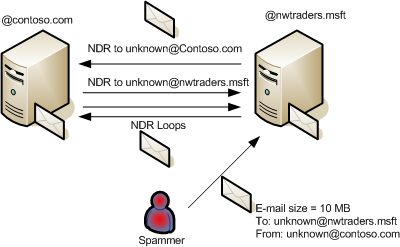 @contoso.com
@nwtraders.msft
NDR to unknown@Contoso.com
NDR to unknown@nwtraders.msft
NDR Loops
E-mail size = 10 MB
To: unknown@nwtraders.msft
From: unknown@contoso.com
Spammer